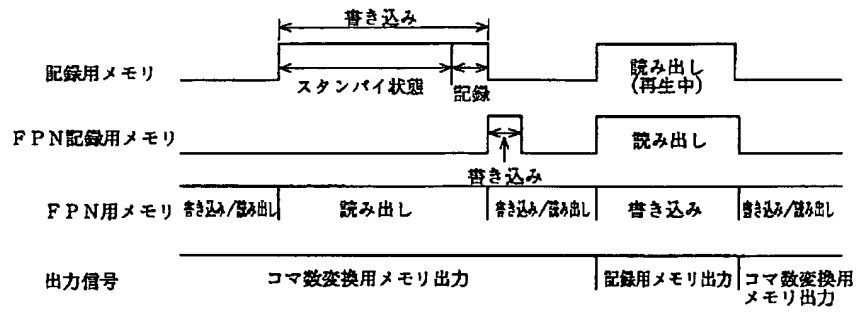 書き込み
記録用メモリ
スタンバイ状態
記録
読み出し
(再生中)
FPN記録用メモリ
読み出し
書き込み
FPN用メモリ
書き込み/読み出し
読み出し
書き込み/読み出し
書き込み
書き込み/読み出し
出力信号
コマ数変換用メモリ出力
記録用メモリ出力
コマ数変換用
メモリ出力